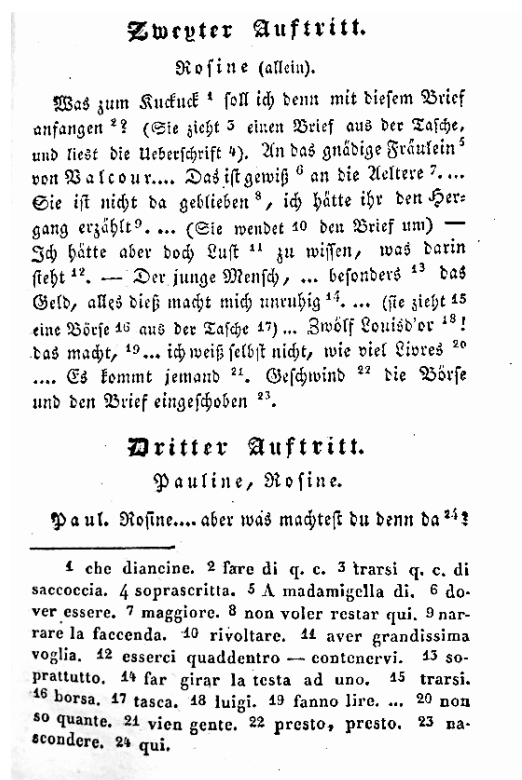 Zweyter Auftritt.
Rosine (allein).
Was zum Kuckuck 1 soll ich denn mit diesem Brief
anfangen 2? (Sie zieht 3 einen Brief aus der Tasche,
und liest die Ueberschrift 4). An das gnädige Fräulein 5
von Valcour.... Das ist gewiß 6 an die Aeltere 7....
Sie ist nicht da geblieben 8, ich hätte ihr den Her-
gang erzählt 9.... (Sie wendet 10 den Brief um) —
Ich hätte aber doch Lust 11 zu wissen, was darin
steht 12. — Der junge Mensch, ... besonders 13 das
Geld, alles dieß macht mich unruhig 14.... (sie zieht 15
eine Börse 16 aus der Tasche 17)... Zwölf Louisd'or 18!
das macht, 19... ich weiß selbst nicht, wie viel Livres 20
.... Es kommt jemand 21. Geschwind 22 die Börse
und den Brief eingeschoben 23.
Dritter Auftritt.
Pauline, Rosine.
Paul. Rosine.... aber was machtest du denn da 24?
1 che diancine. 2 fare di q. c. 3 trarsi q. c. di
saccoccia. 4 soprascritta. 5 A madamigella di. 6 do-
ver essere. 7 maggiore. 8 non voler restar qui. 9 nar-
rare la faccenda. 10 rivoltare. 11 aver grandissima
voglia. 12 esserci quaddentro — contenervi. 13 so-
prattutto. 14 far girar la testa ad uno. 15 trarsi.
16 borsa. 17 tasca. 18 luigi. 19 fanno lire. ... 20 non
so quante. 21 vien gente. 22 presto, presto. 23 na-
scondere. 24 qui.